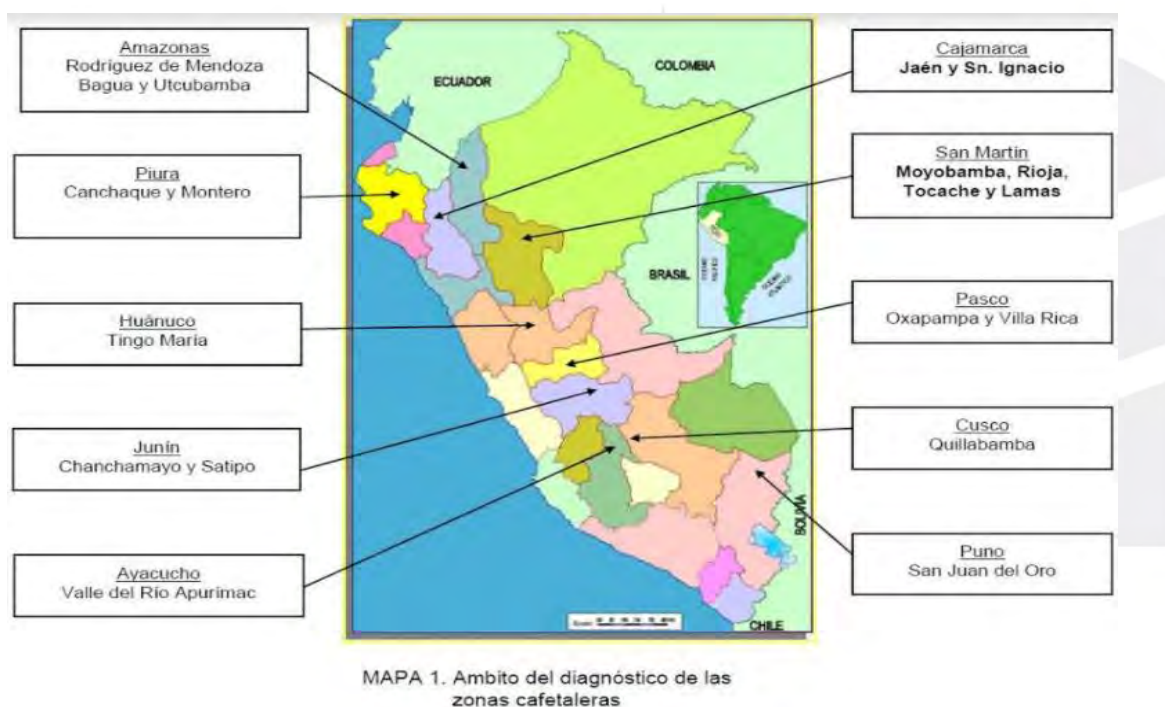 Amazonas
Rodríguez de Mendoza
Bagua y Utcubamba
Piura
Canchaque y Montero
Huánuco
Tingo María
Junín
Chanchamayo y Satipo
Ayacucho
Valle del Río Apurímac
ECUADOR
COLOMBIA
BRASIL
BOLIVIA
CHILE
Cajamarca
Jaén y Sn. Ignacio
San Martín
Moyobamba, Rioja,
Tocache y Lamas
Pasco
Oxapampa y Villa Rica
Cusco
Quillabamba
Puno
San Juan del Oro
MAPA 1. Ambito del diagnóstico de las
zonas cafetaleras